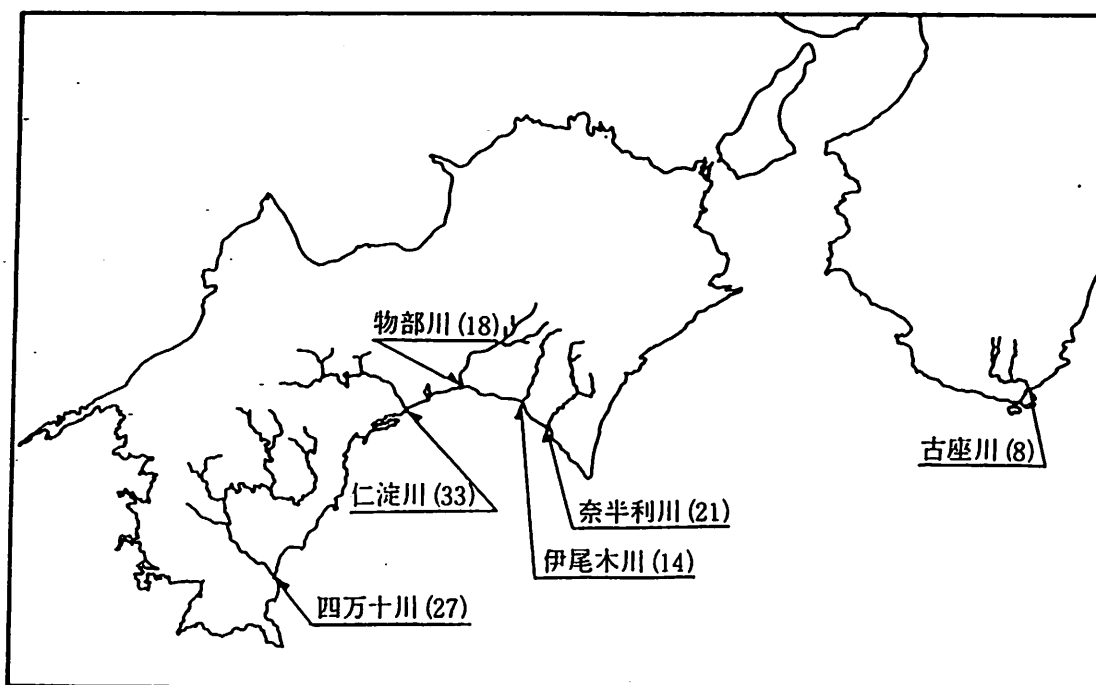 物部川(18)
古座川(8)
仁淀川(33)
奈半利川(21)
伊尾木川(14)
四万十川(27)